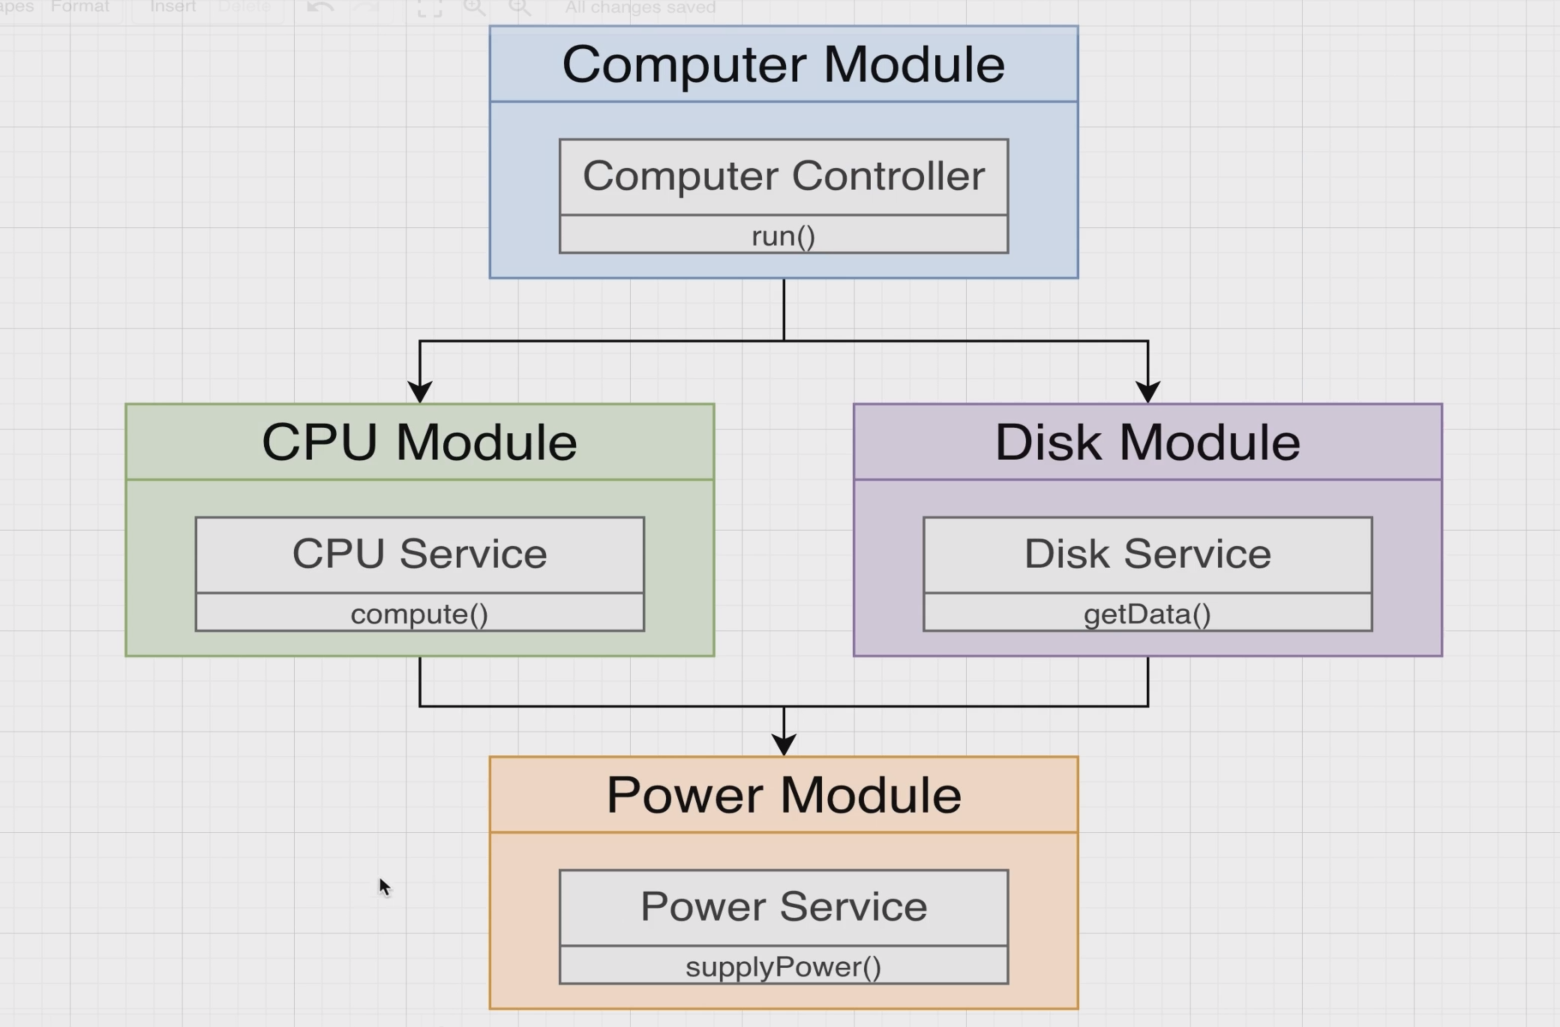 Format Insert Delete All changes saved
Computer Module
Computer Controller
run()
CPU Module Disk Module
CPU Service Disk Service
compute() getData()
Power Module
Power Service
supplyPower()